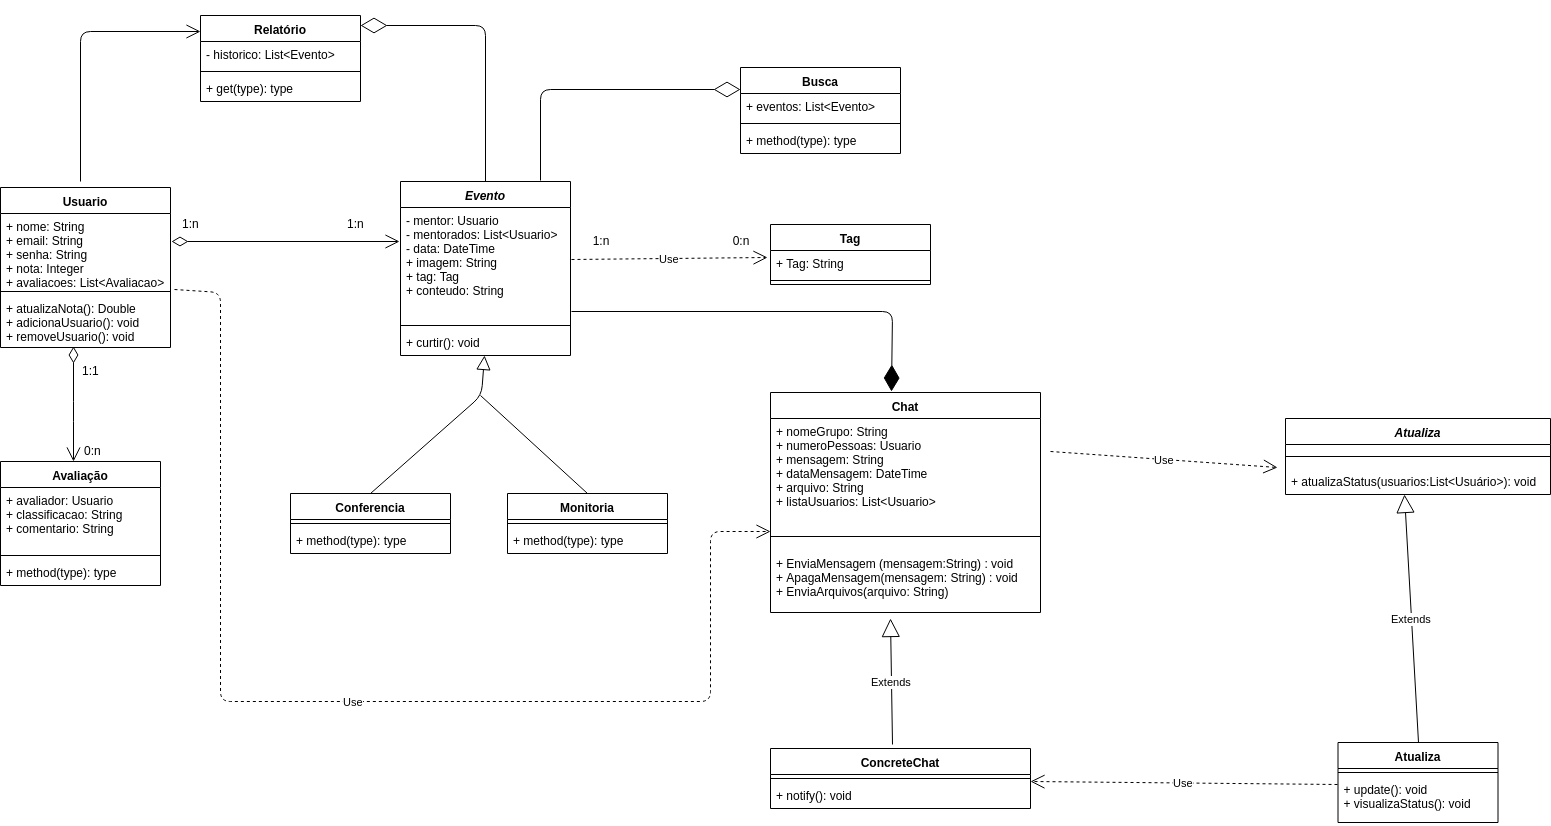 Relatório
- historico: List<Evento>
+ get(type): type
Busca
+ eventos: List<Evento>
+ method(type): type
Usuario
+ nome: String
+ email: String
+ senha: String
+ nota: Integer
+ avaliacoes: List<Avaliacao>
+ atualizaNota(): Double
+ adicionaUsuario(): void
+ removeUsuario(): void
1:n
1:n
Evento
- mentor: Usuario
- mentorados: List<Usuario>
- data: DateTime
+ imagem: String
+ tag: Tag
+ conteudo: String
+ curtir(): void
1:n
0:n
Use
Tag
+ Tag: String
1:1
0:n
Avaliação
+ avaliador: Usuario
+ classificacao: String
+ comentario: String
+ method(type): type
Conferencia
+ method(type): type
Monitoria
+ method(type): type
Chat
+ nomeGrupo: String
+ numeroPessoas: Usuario
+ mensagem: String
+ dataMensagem: DateTime
+ arquivo: String
+ listaUsuarios: List<Usuario>
+ EnviaMensagem (mensagem:String) : void
+ ApagaMensagem(mensagem: String) : void
+ EnviaArquivos(arquivo: String)
Use
Atualiza
+ atualizaStatus(usuarios:List<Usuário>): void
Extends
Extends
Use
ConcreteChat
+ notify(): void
Use
Atualiza
+ update(): void
+ visualizaStatus(): void